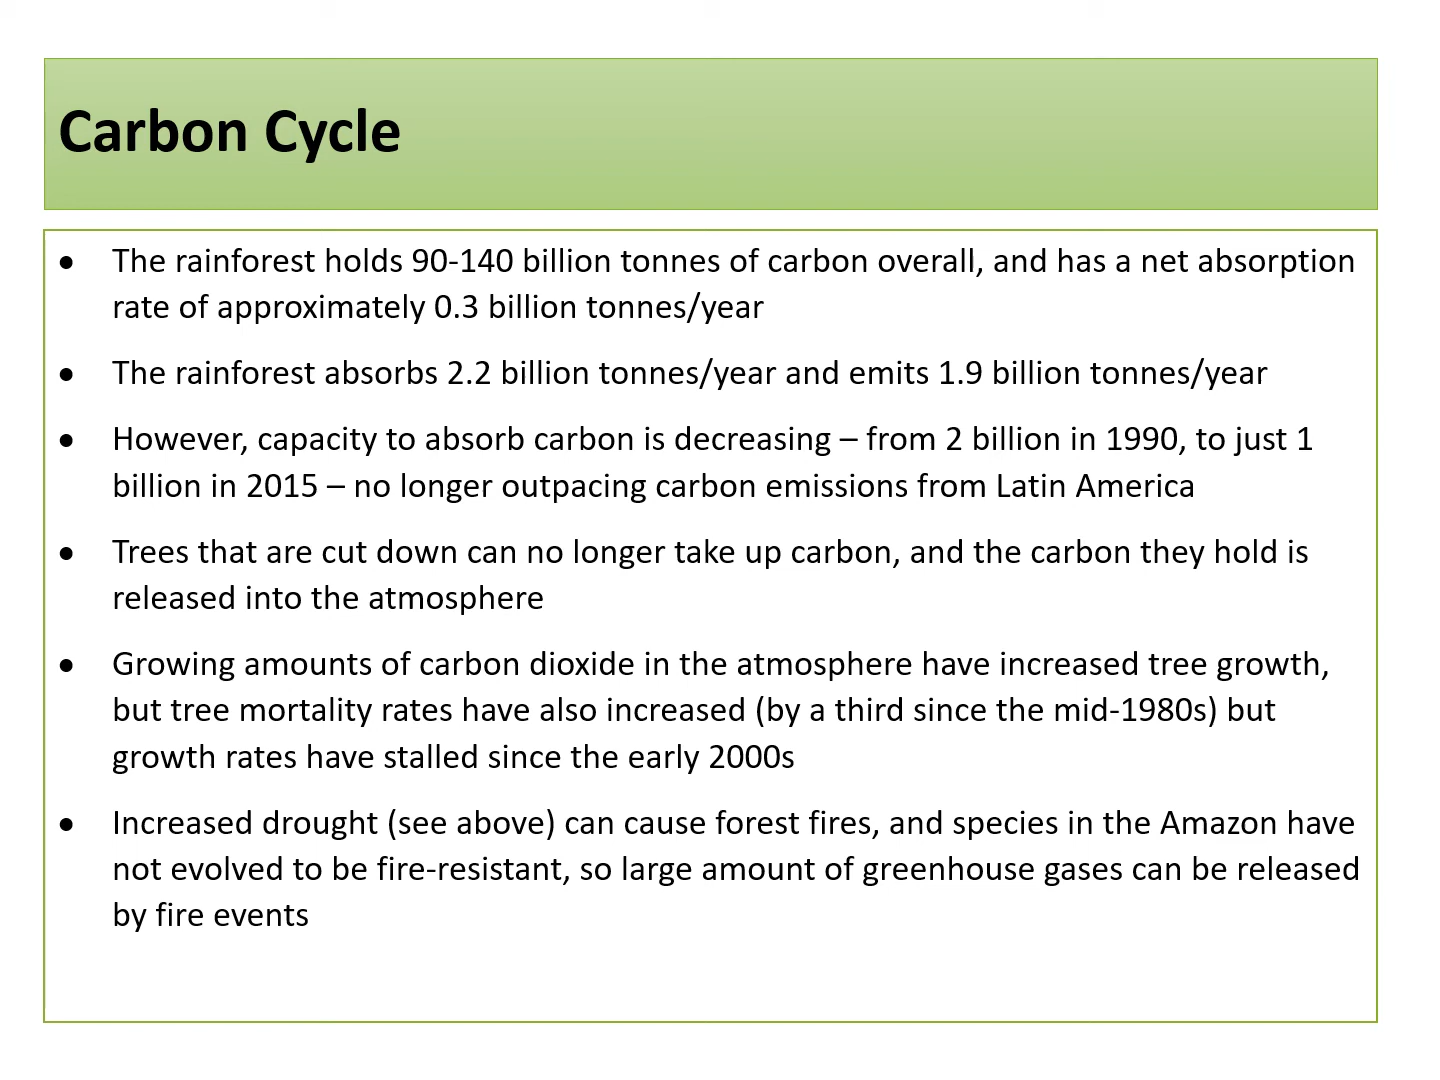 Carbon Cycle
• The rainforest holds 90-140 billion tonnes of carbon overall, and has a net absorption
rate of approximately 0.3 billion tonnes/year
• The rainforest absorbs 2.2 billion tonnes/year and emits 1.9 billion tonnes/year
• However, capacity to absorb carbon is decreasing – from 2 billion in 1990, to just 1
billion in 2015 – no longer outpacing carbon emissions from Latin America
• Trees that are cut down can no longer take up carbon, and the carbon they hold is
released into the atmosphere
• Growing amounts of carbon dioxide in the atmosphere have increased tree growth,
but tree mortality rates have also increased (by a third since the mid-1980s) but
growth rates have stalled since the early 2000s
• Increased drought (see above) can cause forest fires, and species in the Amazon have
not evolved to be fire-resistant, so large amount of greenhouse gases can be released
by fire events